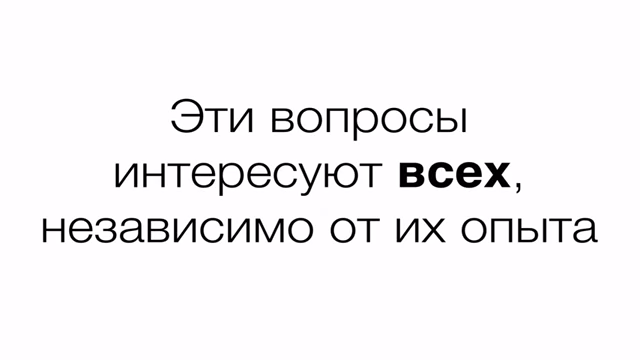 Эти вопросы
интересуют всех,
независимо от их опыта